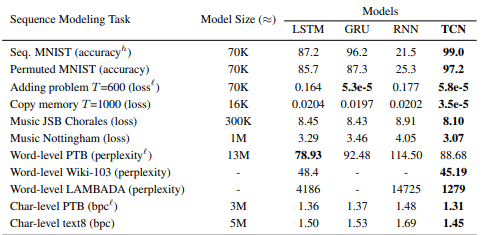 Sequence Modeling Task Model Size (≈) Models
LSTM GRU RNN TCN
Seq. MNIST (accuracy^h) 70K 87.2 96.2 21.5 99.0
Permuted MNIST (accuracy) 70K 85.7 87.3 25.3 97.2
Adding problem T=600 (loss^ℓ) 70K 0.164 5.3e-5 0.177 5.8e-5
Copy memory T=1000 (loss) 16K 0.0204 0.0197 0.0202 3.5e-5
Music JSB Chorales (loss) 300K 8.45 8.43 8.91 8.10
Music Nottingham (loss) 1M 3.29 3.46 4.05 3.07
Word-level PTB (perplexity^ℓ) 13M 78.93 92.48 114.50 88.68
Word-level Wiki-103 (perplexity) - 48.4 - - 45.19
Word-level LAMBADA (perplexity) - 4186 - 14725 1279
Char-level PTB (bpc^ℓ) 3M 1.36 1.37 1.48 1.31
Char-level text8 (bpc) 5M 1.50 1.53 1.69 1.45